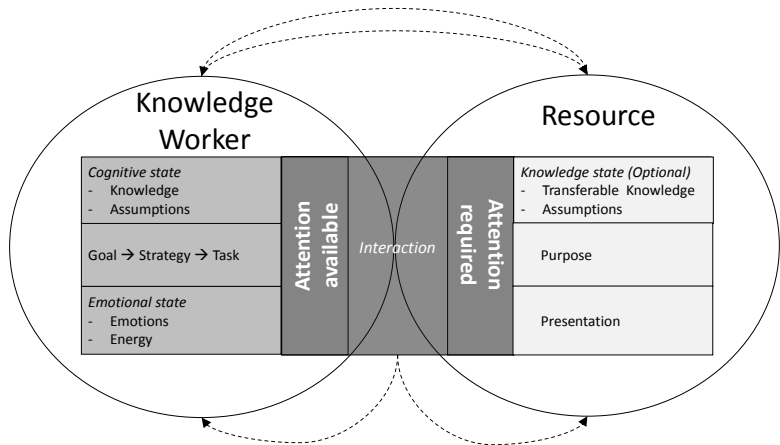 Knowledge
Worker
Resource
Cognitive state
- Knowledge
- Assumptions
Goal → Strategy → Task
Emotional state
- Emotions
- Energy
Attention
available
Interaction
Attention
required
Knowledge state (Optional)
- Transferable Knowledge
- Assumptions
Purpose
Presentation